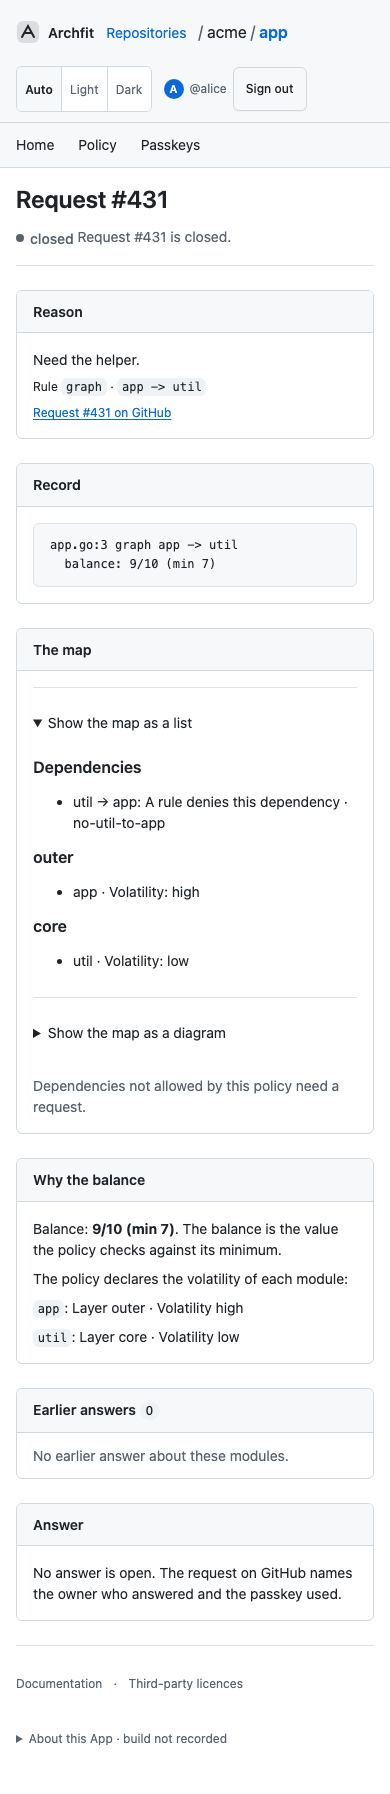 Archfit Repositories / acme / app
Auto Light Dark A @alice Sign out
Home Policy Passkeys
Request #431
closed Request #431 is closed.
Reason
Need the helper.
Rule graph · app -> util
Request #431 on GitHub
Record
app.go:3 graph app -> util
balance: 9/10 (min 7)
The map
▼ Show the map as a list
Dependencies
• util → app: A rule denies this dependency ·
no-util-to-app
outer
• app · Volatility: high
core
• util · Volatility: low
▶ Show the map as a diagram
Dependencies not allowed by this policy need a
request.
Why the balance
Balance: 9/10 (min 7). The balance is the value
the policy checks against its minimum.
The policy declares the volatility of each module:
app: Layer outer · Volatility high
util: Layer core · Volatility low
Earlier answers 0
No earlier answer about these modules.
Answer
No answer is open. The request on GitHub names
the owner who answered and the passkey used.
Documentation · Third-party licences
▶ About this App · build not recorded